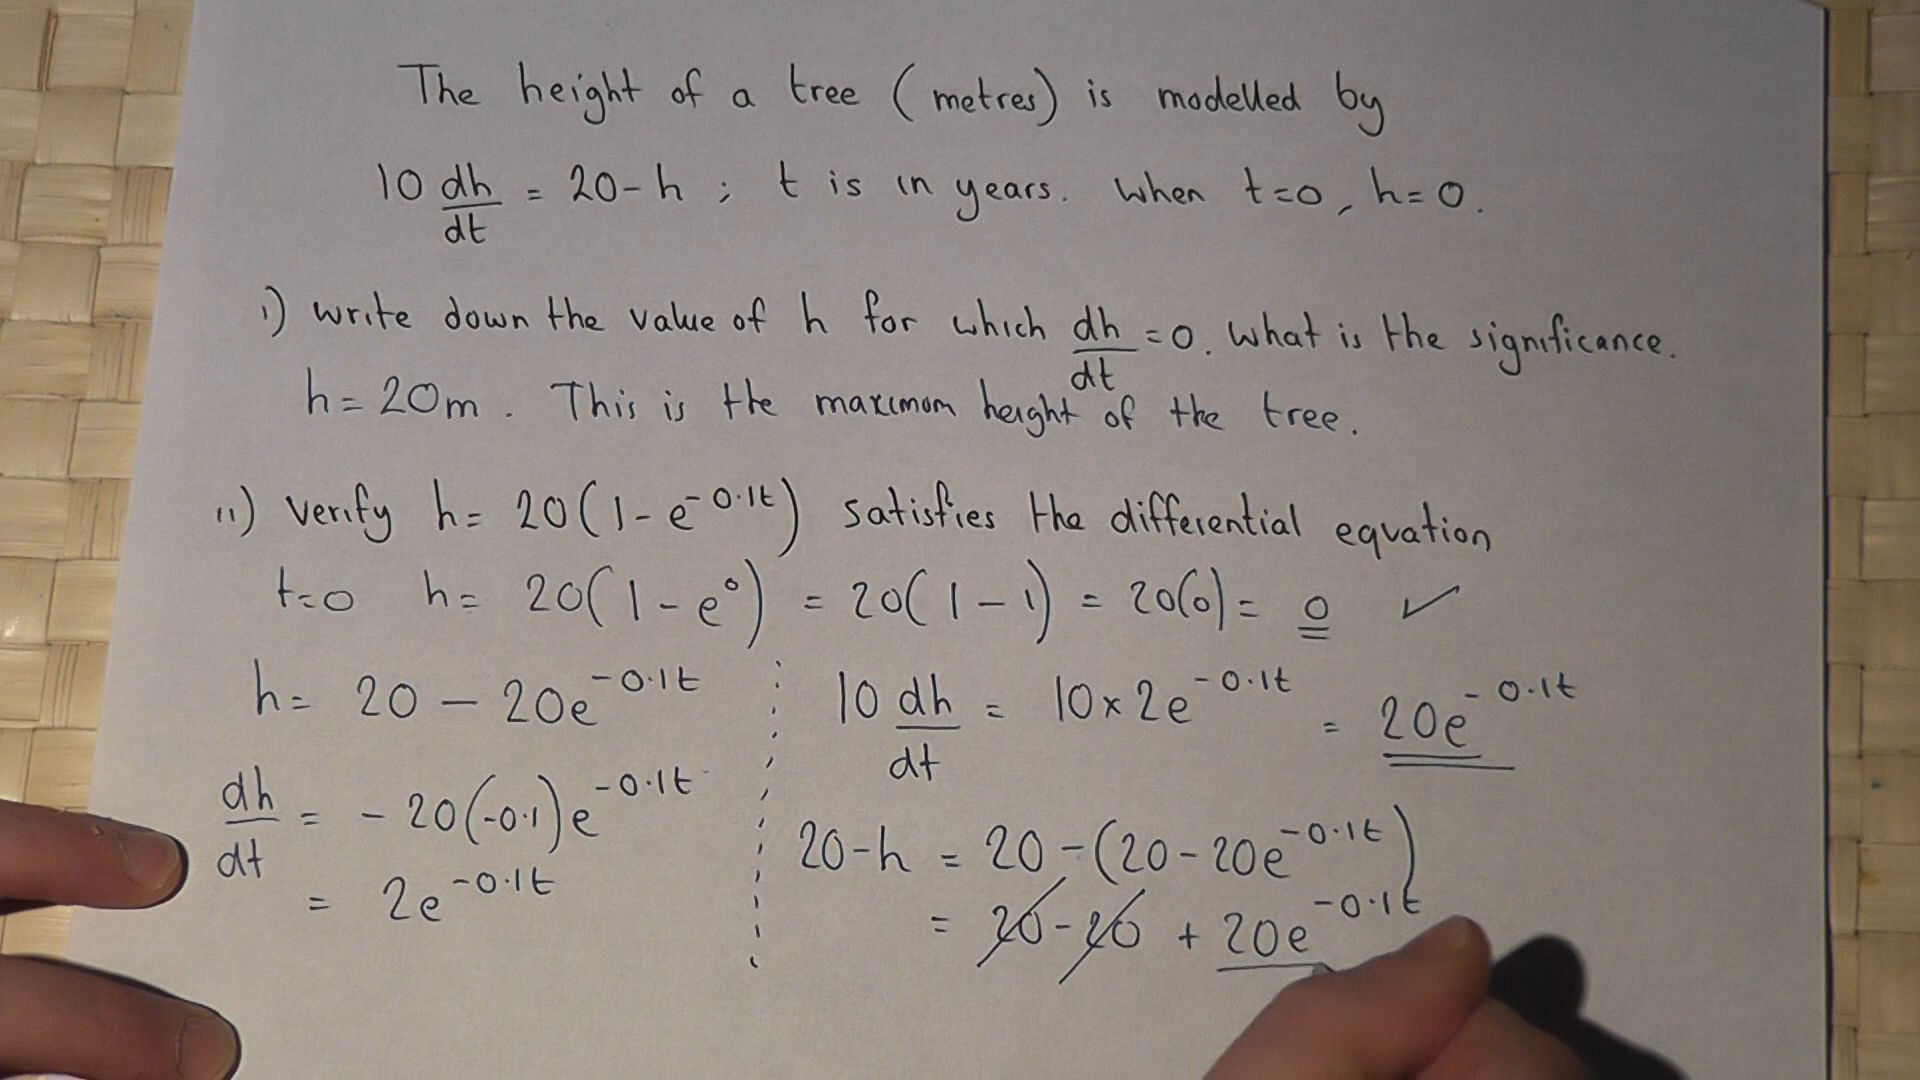 The height of a tree (metres) is modelled by
10 dh/dt = 20 - h ; t is in years. When t=0, h=0.
i) write down the value of h for which dh/dt = 0. What is the significance.
h = 20m. This is the maximum height of the tree.
ii) Verify h = 20(1 - e^-0.1t) satisfies the differential equation
t=0 h = 20(1 - e^0) = 20(1 - 1) = 20(0) = 0 ✓
h = 20 - 20e^-0.1t
dh/dt = -20(-0.1)e^-0.1t
= 2e^-0.1t
10 dh/dt = 10×2e^-0.1t = 20e^-0.1t
20-h = 20-(20-20e^-0.1t)
= 20-20 + 20e^-0.1t